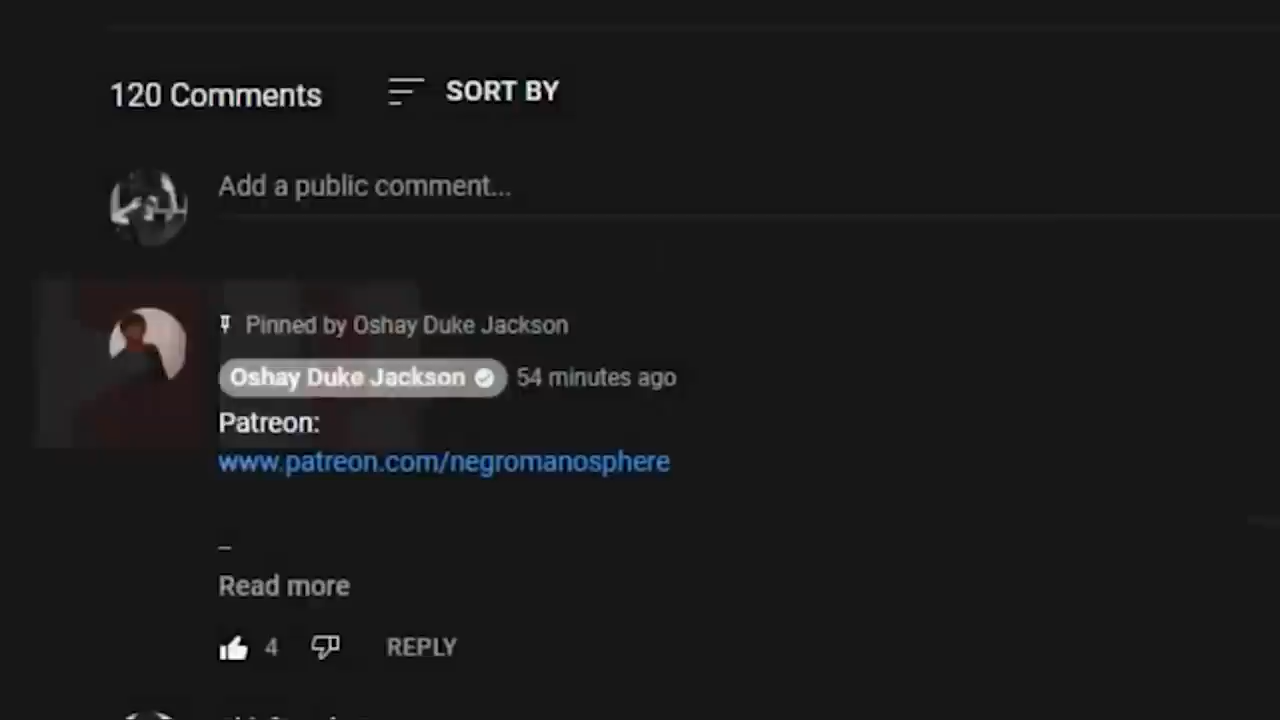 120 Comments
SORT BY
Add a public comment...
Pinned by Oshay Duke Jackson
Oshay Duke Jackson 54 minutes ago
Patreon:
www.patreon.com/negromanosphere
_
Read more
4
REPLY